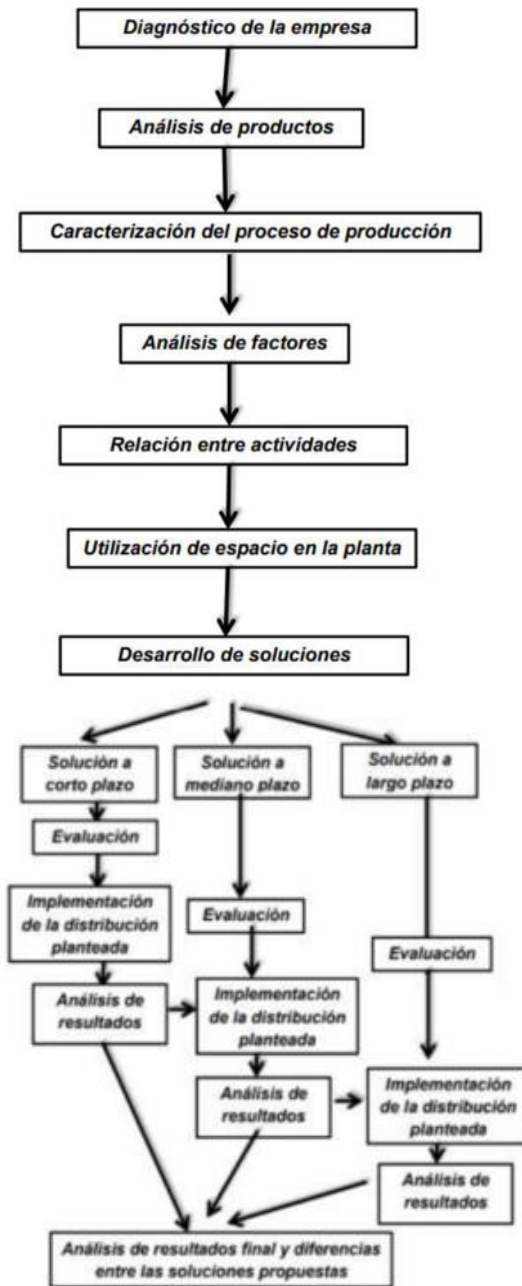 Diagnóstico de la empresa
Análisis de productos
Caracterización del proceso de producción
Análisis de factores
Relación entre actividades
Utilización de espacio en la planta
Desarrollo de soluciones
Solución a
corto plazo
Evaluación
Implementación
de la distribución
planteada
Análisis de
resultados
Solución a
mediano plazo
Evaluación
Implementación
de la distribución
planteada
Análisis de
resultados
Solución a
largo plazo
Evaluación
Implementación
de la distribución
planteada
Análisis de
resultados
Análisis de resultados final y diferencias
entre las soluciones propuestas